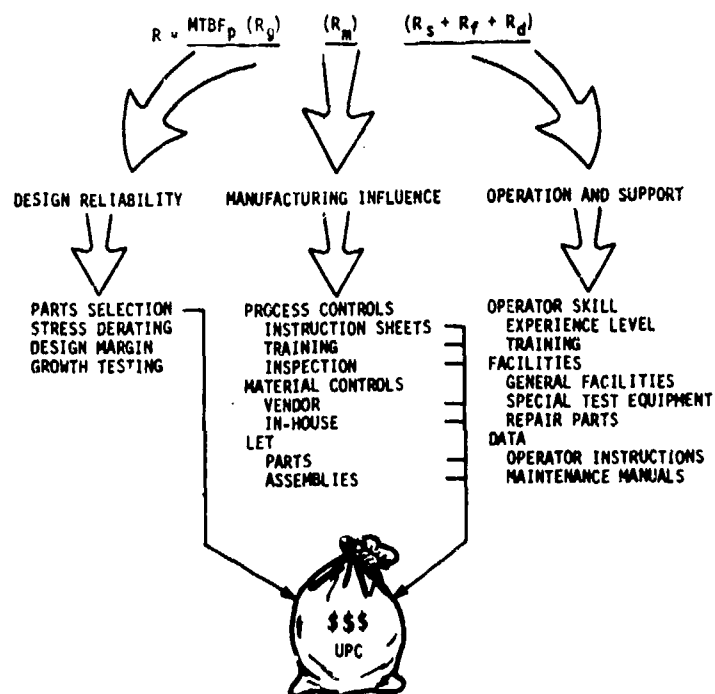 R = MTBFp (Rg) (Rm) (Rs + Rf + Rd)
DESIGN RELIABILITY
PARTS SELECTION
STRESS DERATING
DESIGN MARGIN
GROWTH TESTING
MANUFACTURING INFLUENCE
PROCESS CONTROLS
INSTRUCTION SHEETS
TRAINING
INSPECTION
MATERIAL CONTROLS
VENDOR
IN-HOUSE
LET
PARTS
ASSEMBLIES
OPERATION AND SUPPORT
OPERATOR SKILL
EXPERIENCE LEVEL
TRAINING
FACILITIES
GENERAL FACILITIES
SPECIAL TEST EQUIPMENT
REPAIR PARTS
DATA
OPERATOR INSTRUCTIONS
MAINTENANCE MANUALS
$$$
UPC